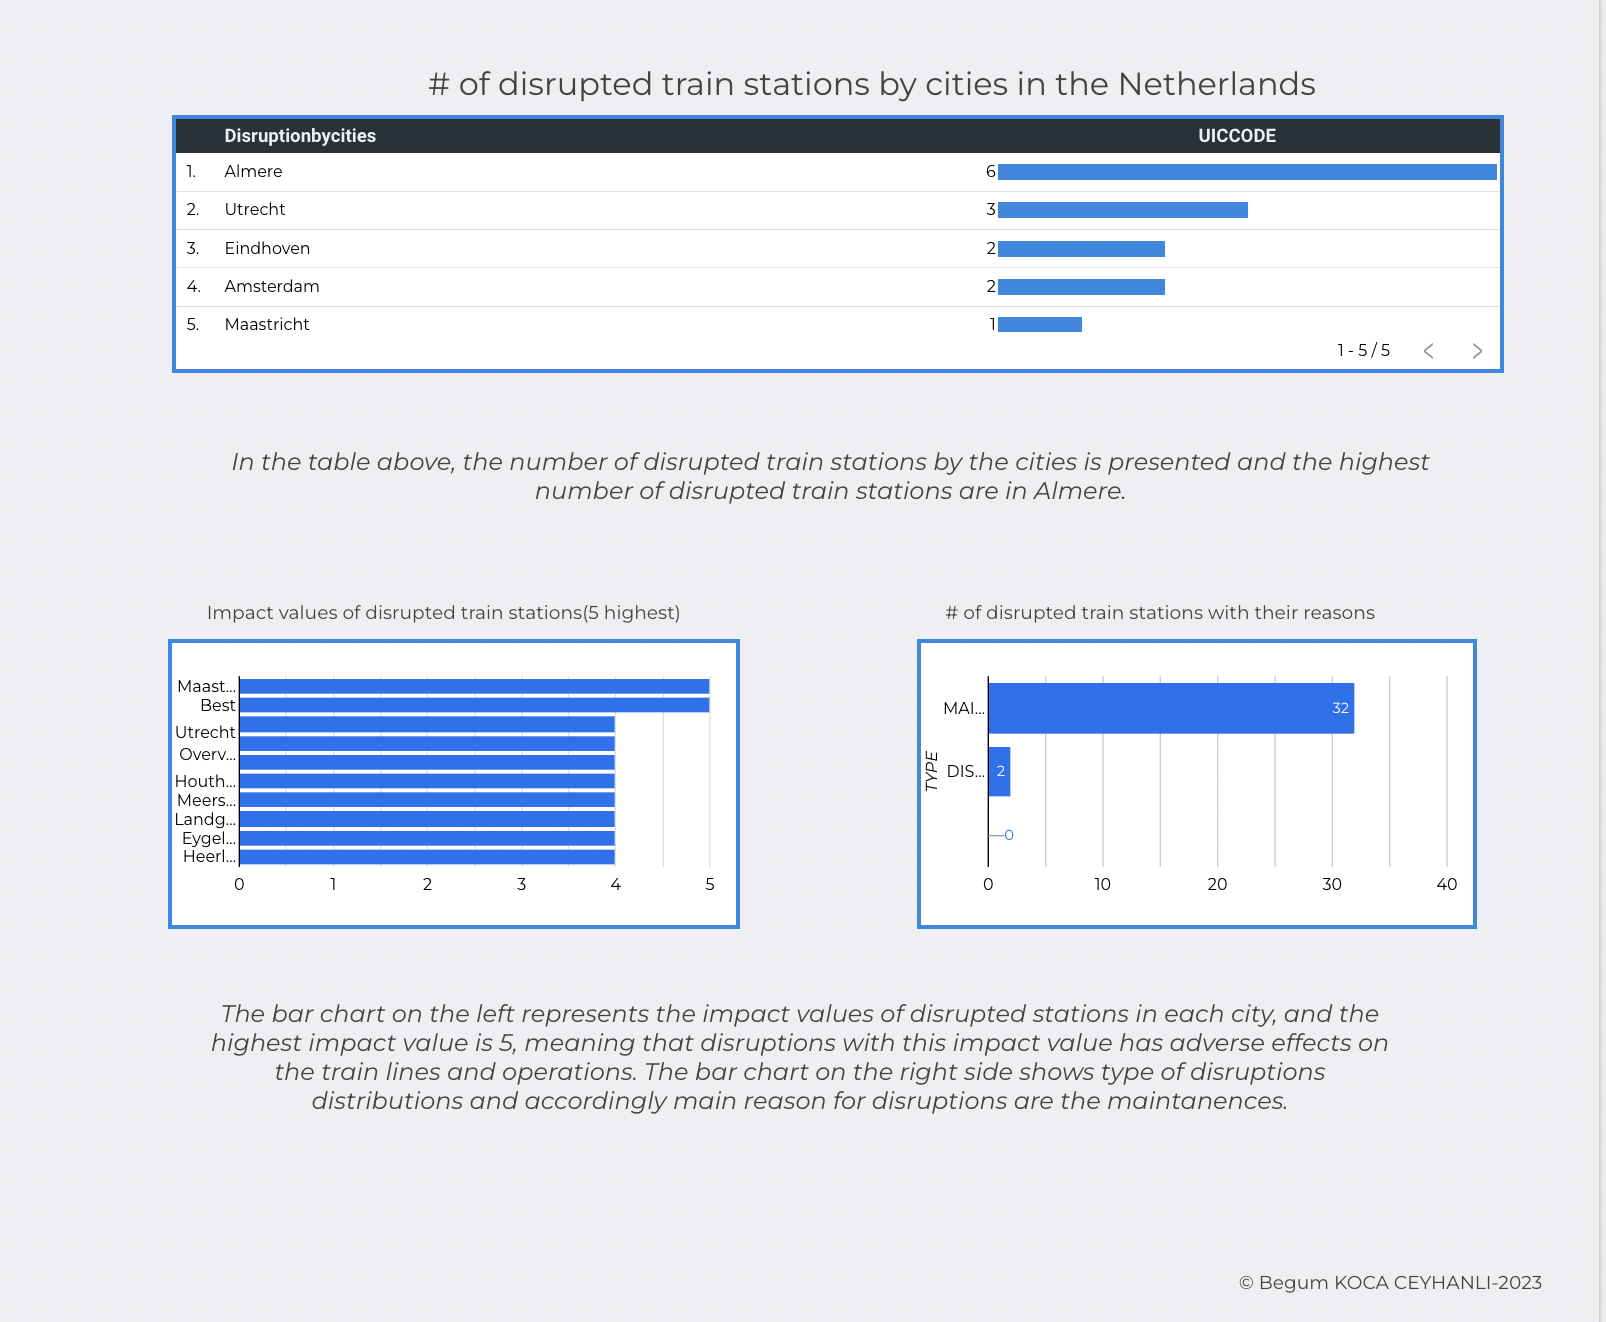 # of disrupted train stations by cities in the Netherlands
Disruptionbycities UICCODE
1. Almere 6
2. Utrecht 3
3. Eindhoven 2
4. Amsterdam 2
5. Maastricht 1
1 - 5 / 5
In the table above, the number of disrupted train stations by the cities is presented and the highest
number of disrupted train stations are in Almere.
Impact values of disrupted train stations(5 highest)
Maast...
Best
Utrecht
Overv...
Houth...
Meers...
Landg...
Eygel...
Heerl...
0 1 2 3 4 5
# of disrupted train stations with their reasons
TYPE
MAI... 32
DIS... 2
0
0 10 20 30 40
The bar chart on the left represents the impact values of disrupted stations in each city, and the
highest impact value is 5, meaning that disruptions with this impact value has adverse effects on
the train lines and operations. The bar chart on the right side shows type of disruptions
distributions and accordingly main reason for disruptions are the maintanences.
© Begum KOCA CEYHANLI-2023